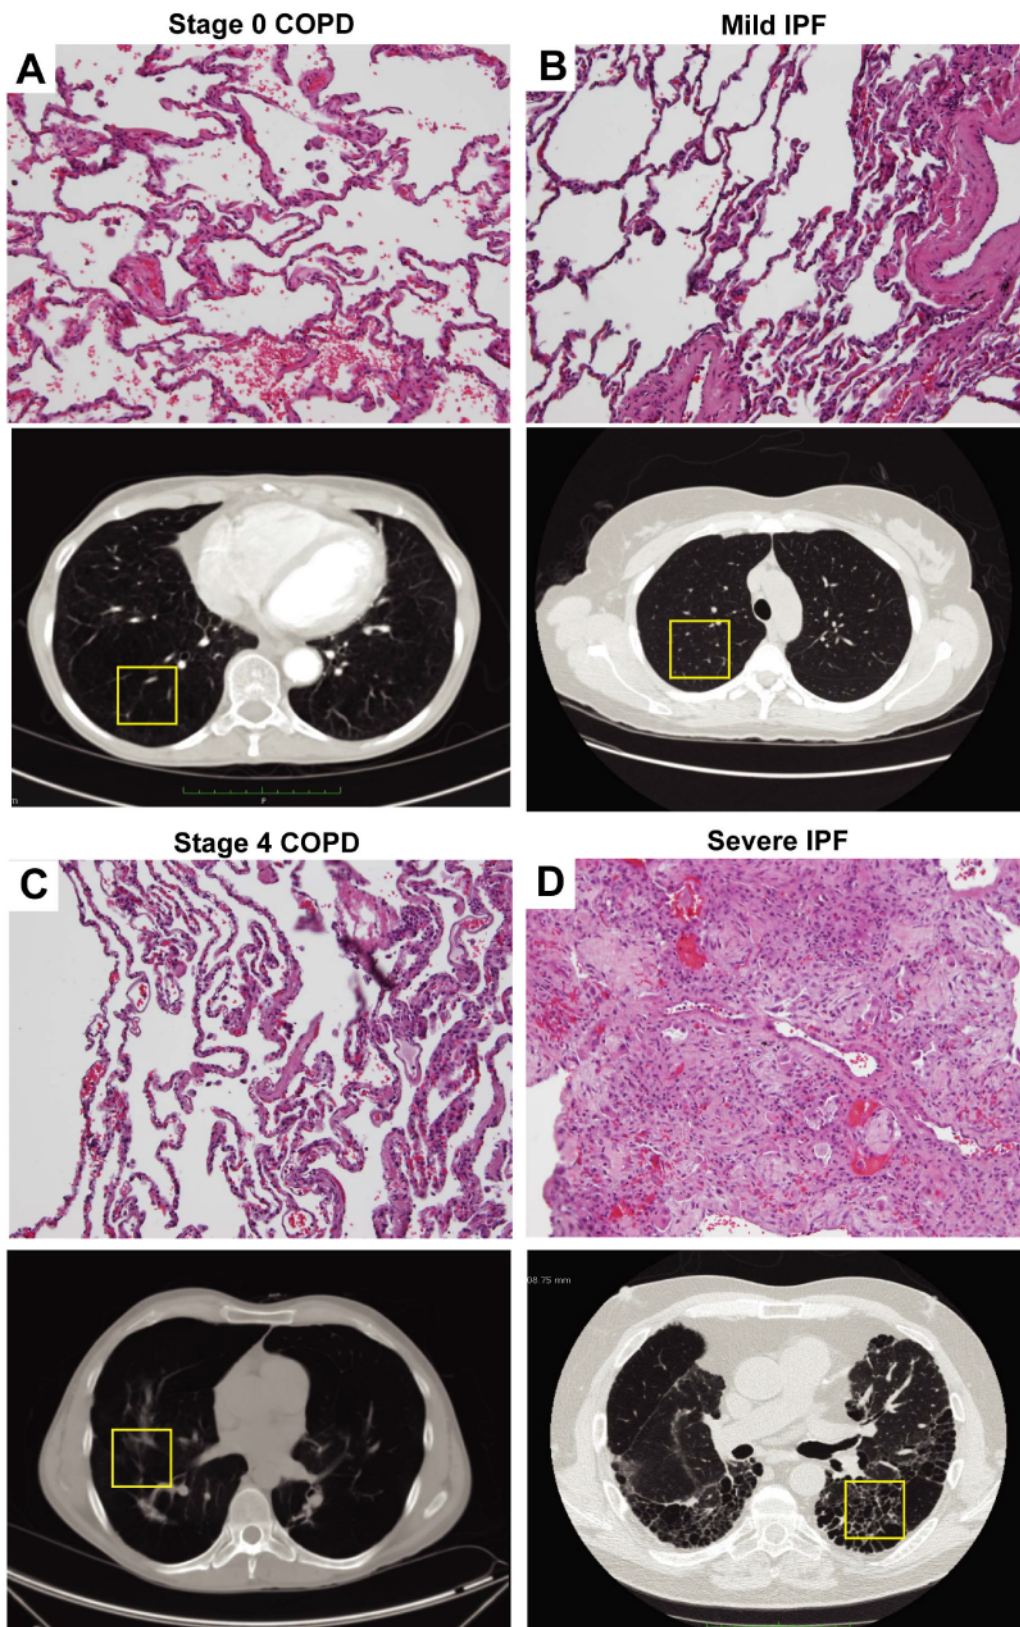 Stage 0 COPD
Mild IPF
A
B
P
Stage 4 COPD
Severe IPF
C
D
08.75 mm